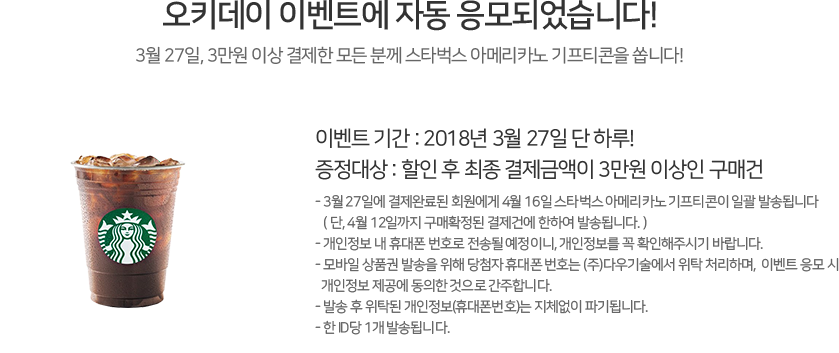 오키데이 이벤트에 자동 응모되었습니다!
3월 27일, 3만원 이상 결제한 모든 분께 스타벅스 아메리카노 기프티콘을 쏩니다!
이벤트 기간 : 2018년 3월 27일 단 하루!
증정대상 : 할인 후 최종 결제금액이 3만원 이상인 구매건
- 3월 27일에 결제완료된 회원에게 4월 16일 스타벅스 아메리카노 기프티콘이 일괄 발송됩니다
( 단, 4월 12일까지 구매확정된 결제건에 한하여 발송됩니다. )
- 개인정보 내 휴대폰 번호로 전송될 예정이니, 개인정보를 꼭 확인해주시기 바랍니다.
- 모바일 상품권 발송을 위해 당첨자 휴대폰 번호는 (주)다우기술에서 위탁 처리하며, 이벤트 응모 시
개인정보 제공에 동의한 것으로 간주합니다.
- 발송 후 위탁된 개인정보(휴대폰번호)는 지체없이 파기됩니다.
- 한 ID당 1개 발송됩니다.